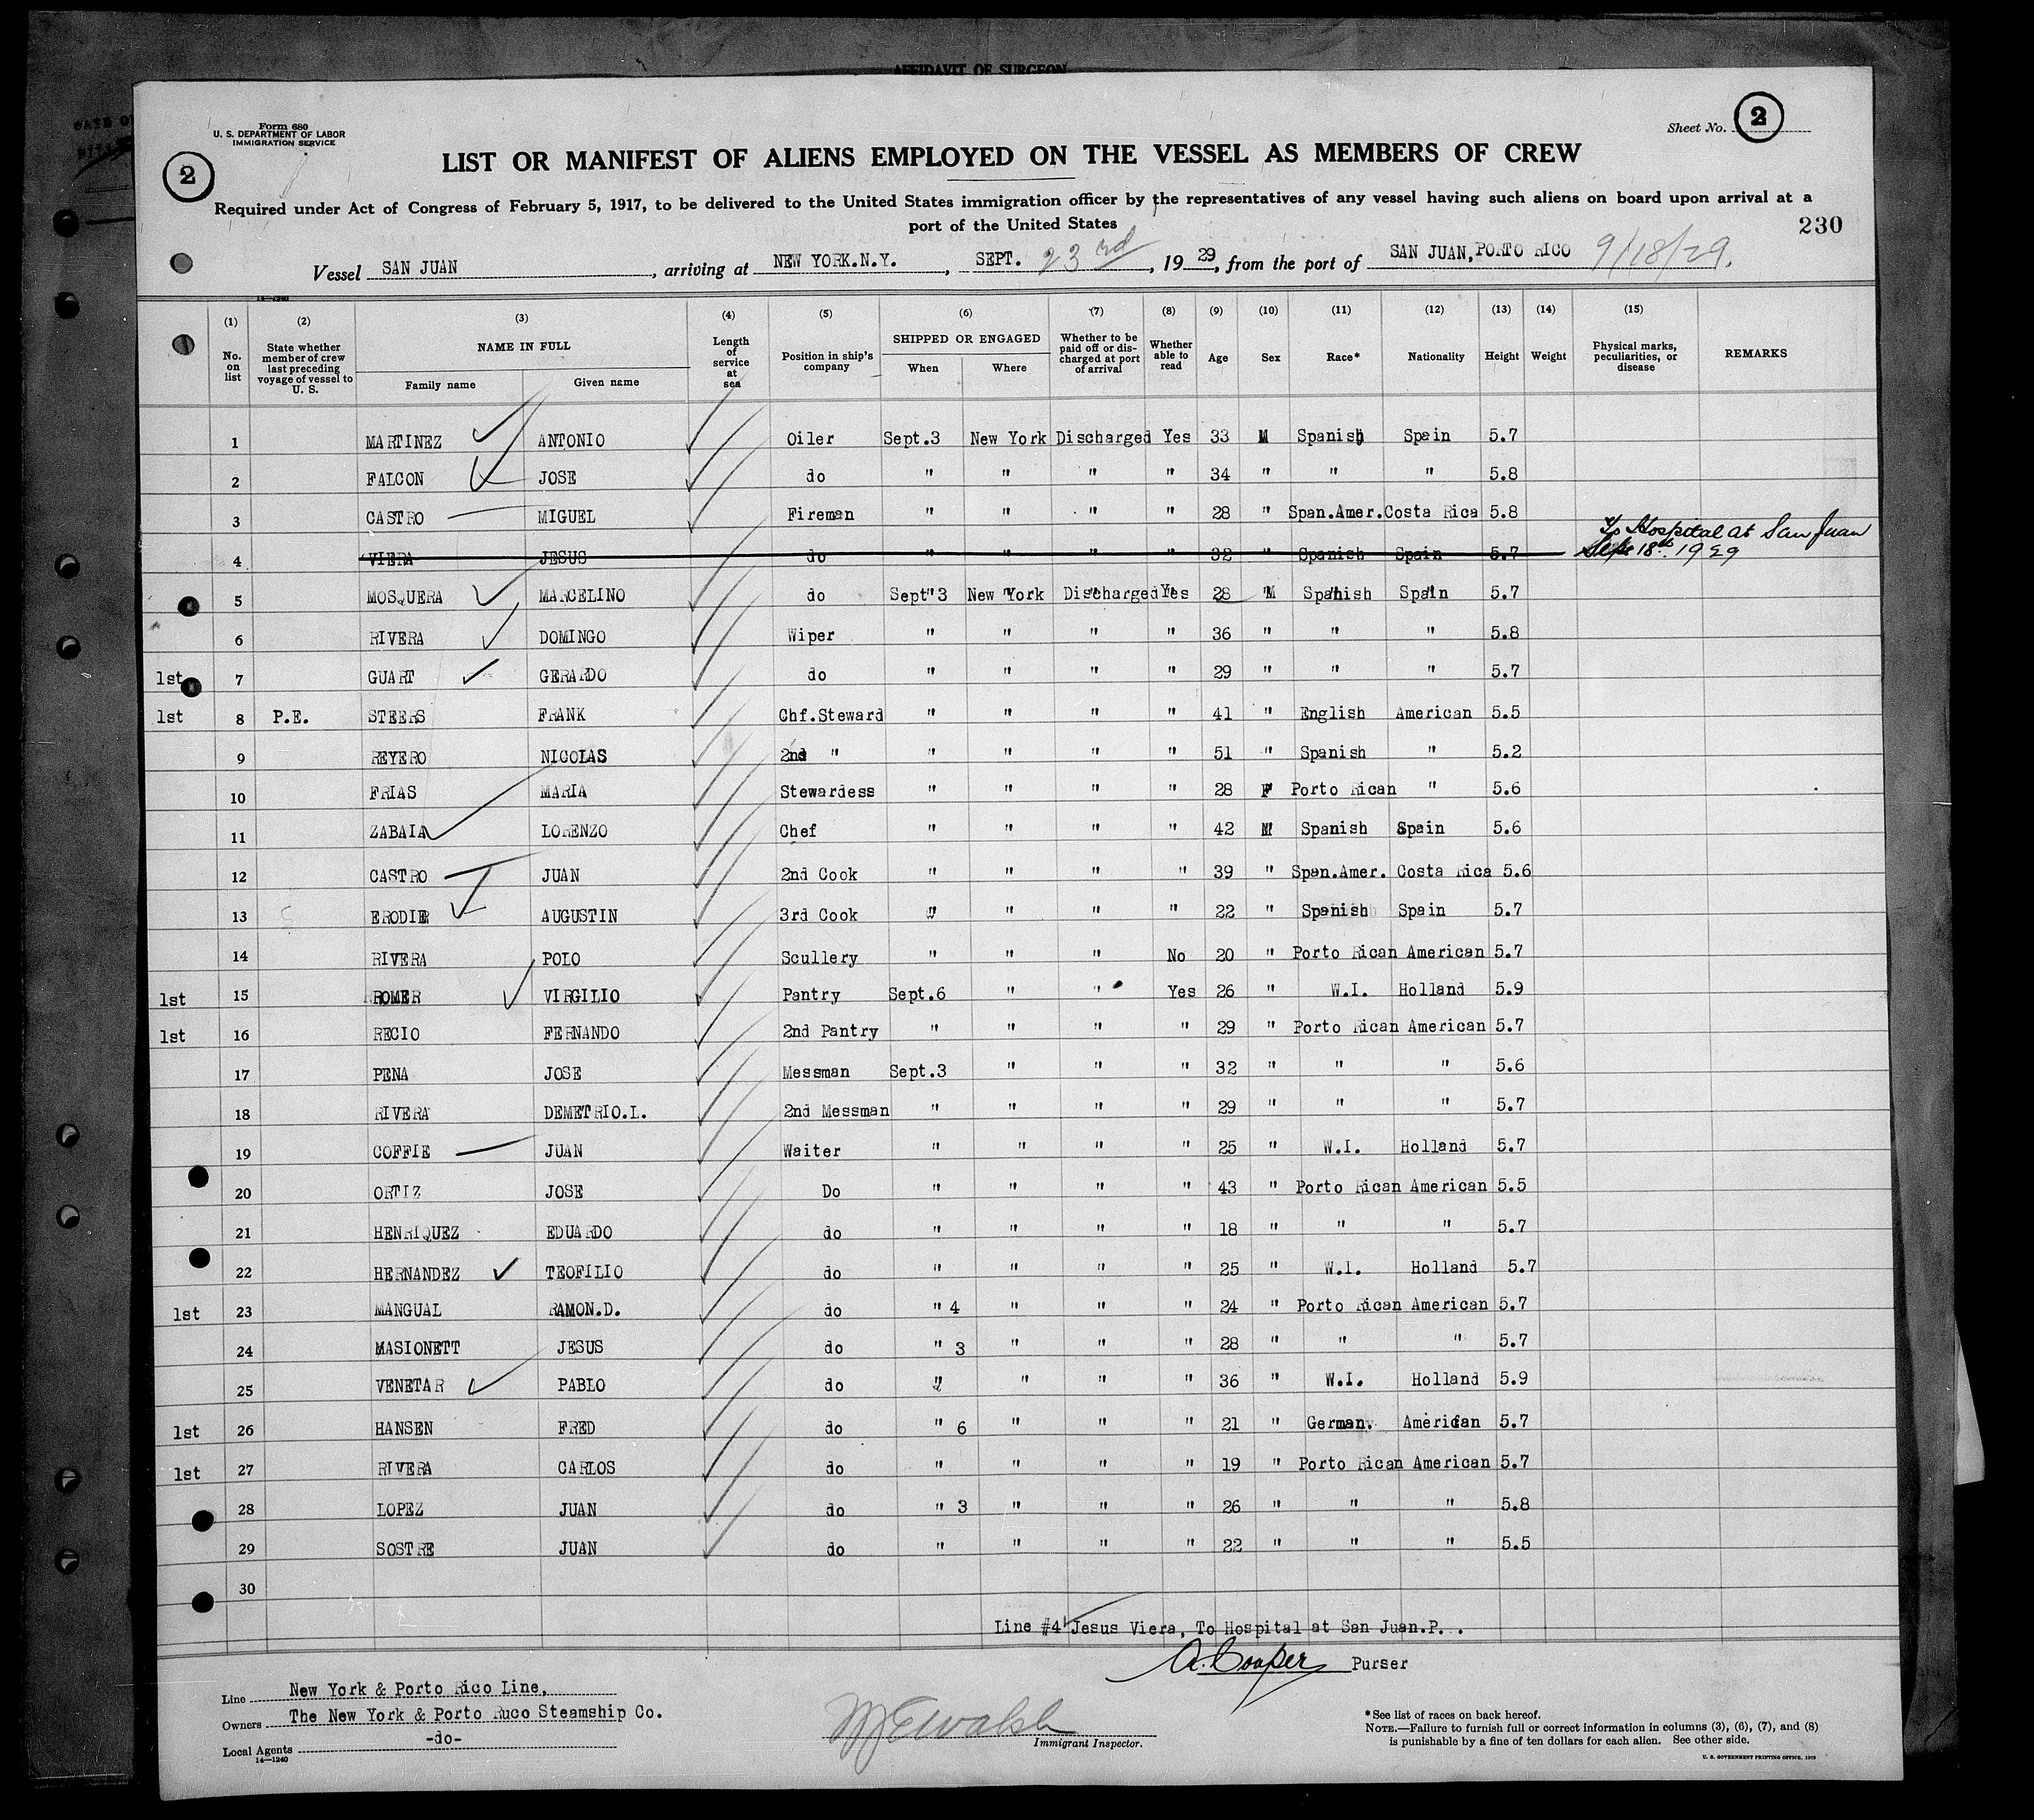 AFFIDAVIT OF SURGEON
Form 680
U. S. DEPARTMENT OF LABOR
IMMIGRATION SERVICE
Sheet No. 2
2
LIST OR MANIFEST OF ALIENS EMPLOYED ON THE VESSEL AS MEMBERS OF CREW
Required under Act of Congress of February 5, 1917, to be delivered to the United States immigration officer by the representatives of any vessel having such aliens on board upon arrival at a
port of the United States
230
Vessel SAN JUAN, arriving at NEW YORK.N.Y., SEPT. 23rd, 1929, from the port of SAN JUAN,PORTO RICO 9/18/29.
14—1240
(1) No. on list (2) State whether member of crew last preceding voyage of vessel to U. S. (3) NAME IN FULL Family name Given name (4) Length of service at sea (5) Position in ship's company (6) SHIPPED OR ENGAGED When Where (7) Whether to be paid off or discharged at port of arrival (8) Whether able to read (9) Age (10) Sex (11) Race* (12) Nationality (13) Height (14) Weight (15) Physical marks, peculiarities, or disease REMARKS
1 MARTINEZ ANTONIO Oiler Sept.3 New York Discharged Yes 33 M Spanish Spain 5.7
2 FALCON JOSE do " " " " 34 " " " 5.8
3 CASTRO MIGUEL Fireman " " " " 28 " Span.Amer. Costa Rica 5.8
4 VIERA JESUS do " " " " 32 " Spanish Spain 5.7 To Hospital at San Juan Sept 18th 1929
5 MOSQUERA MARCELINO do Sept"3 New York Discharged Yes 28 M Spanish Spain 5.7
6 RIVERA DOMINGO Wiper " " " " 36 " " " 5.8
1st 7 GUART GERARDO do " " " " 29 " " " 5.7
1st 8 P.E. STEERS FRANK Chf.Steward " " " " 41 " English American 5.5
9 REYERO NICOLAS 2nd " " " " " 51 " Spanish " 5.2
10 FRIAS MARIA Stewardess " " " " 28 F Porto Rican " 5.6
11 ZABALA LORENZO Chef " " " " 42 M Spanish Spain 5.6
12 CASTRO JUAN 2nd Cook " " " " 39 " Span.Amer. Costa Rica 5.6
13 ERODIE AUGUSTIN 3rd Cook " " " " 22 " Spanish Spain 5.7
14 RIVERA POLO Scullery " " " No 20 " Porto Rican American 5.7
1st 15 ROMER VIRGILIO Pantry Sept.6 " " Yes 26 " W.I. Holland 5.9
1st 16 RECIO FERNANDO 2nd Pantry " " " " 29 " Porto Rican American 5.7
17 PENA JOSE Messman Sept.3 " " " 32 " " " 5.6
18 RIVERA DEMETRIO.L. 2nd Messman " " " " 29 " " " 5.7
19 COFFIE JUAN Waiter " " " " 25 " W.I. Holland 5.7
20 ORTIZ JOSE Do " " " " 43 " Porto Rican American 5.5
21 HENRIQUEZ EDUARDO do " " " " 18 " " " 5.7
22 HERNANDEZ TEOFILIO do " " " " 25 " W.I. Holland 5.7
1st 23 MANGUAL RAMON.D. do " 4 " " " 24 " Porto Rican American 5.7
24 MASIONETT JESUS do " 3 " " " 28 " " " 5.7
25 VENETAR PABLO do " " " " 36 " W.I. Holland 5.9
1st 26 HANSEN FRED do " 6 " " " 21 " German. American 5.7
1st 27 RIVERA CARLOS do " " " " 19 " Porto Rican American 5.7
28 LOPEZ JUAN do " 3 " " " 26 " " " 5.8
29 SOSTRE JUAN do " " " " 22 " " " 5.5
30
Line #4 Jesus Viera, To Hospital at San Juan.P. .
A. Cooper Purser
Line New York & Porto Rico Line,
Owners The New York & Porto Ruco Steamship Co.
Local Agents -do-
14—1240
M E Walsh
Immigrant Inspector.
*See list of races on back hereof.
NOTE.—Failure to furnish full or correct information in columns (3), (6), (7), and (8)
is punishable by a fine of ten dollars for each alien. See other side.
U. S. GOVERNMENT PRINTING OFFICE. 1929